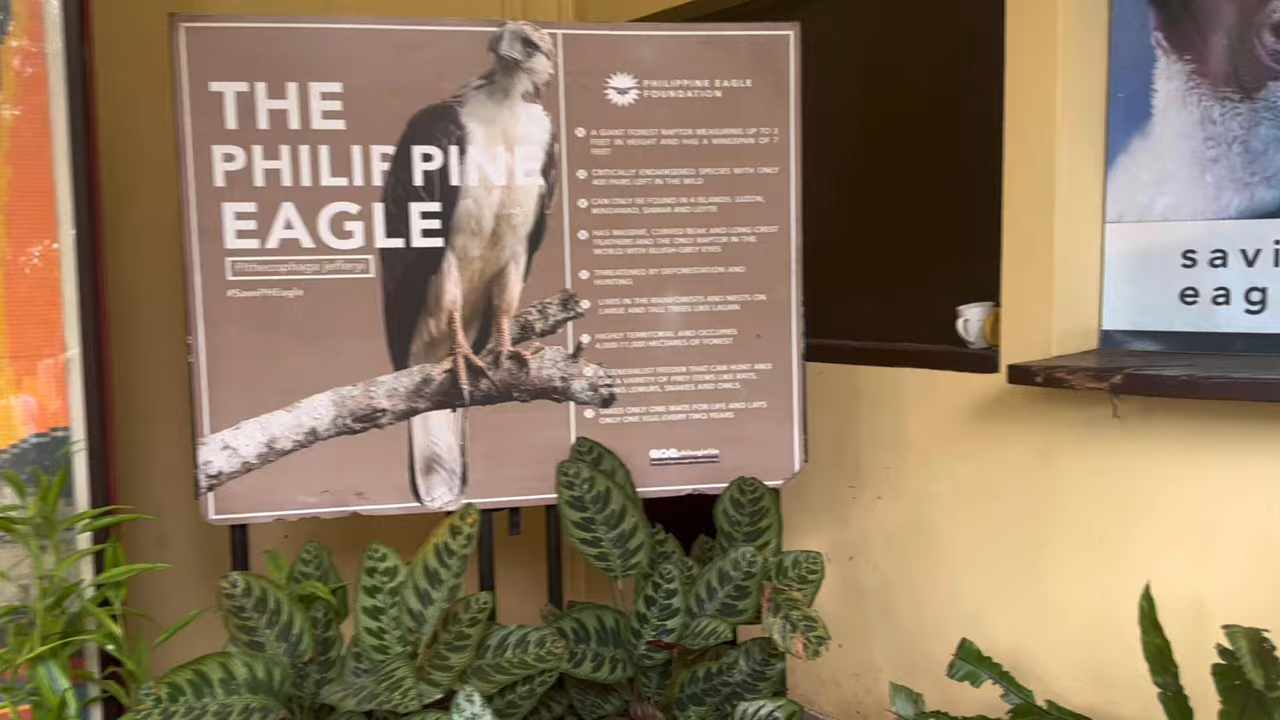 THE
PHILIPPINE
EAGLE
Pithecophaga jefferyi
#SavePHEagle
PHILIPPINE EAGLE
FOUNDATION
A GIANT FOREST RAPTOR MEASURING UP TO 3
FEET IN HEIGHT AND HAS A WINGSPAN OF 7
FEET
CRITICALLY ENDANGERED SPECIES WITH ONLY
400 PAIRS LEFT IN THE WILD
CAN ONLY BE FOUND IN 4 ISLANDS: LUZON,
MINDANAO, SAMAR AND LEYTE
HAS MASSIVE, CURVED BEAK AND LONG CREST
FEATHERS AND THE ONLY RAPTOR IN THE
WORLD WITH BLUISH-GREY EYES
THREATENED BY DEFORESTATION AND
HUNTING
LIVES IN THE RAINFORESTS AND NESTS ON
LARGE AND TALL TREES LIKE LAUAN
HIGHLY TERRITORIAL AND OCCUPIES
4,000-11,000 HECTARES OF FOREST
GENERALIST FEEDER THAT CAN HUNT AND
A VARIETY OF PREY ITEMS LIKE RATS,
LEMURS, SNAKES AND OWLS
ONLY ONE MATE FOR LIFE AND LAYS
ONLY ONE EGG EVERY TWO YEARS
savi
eag